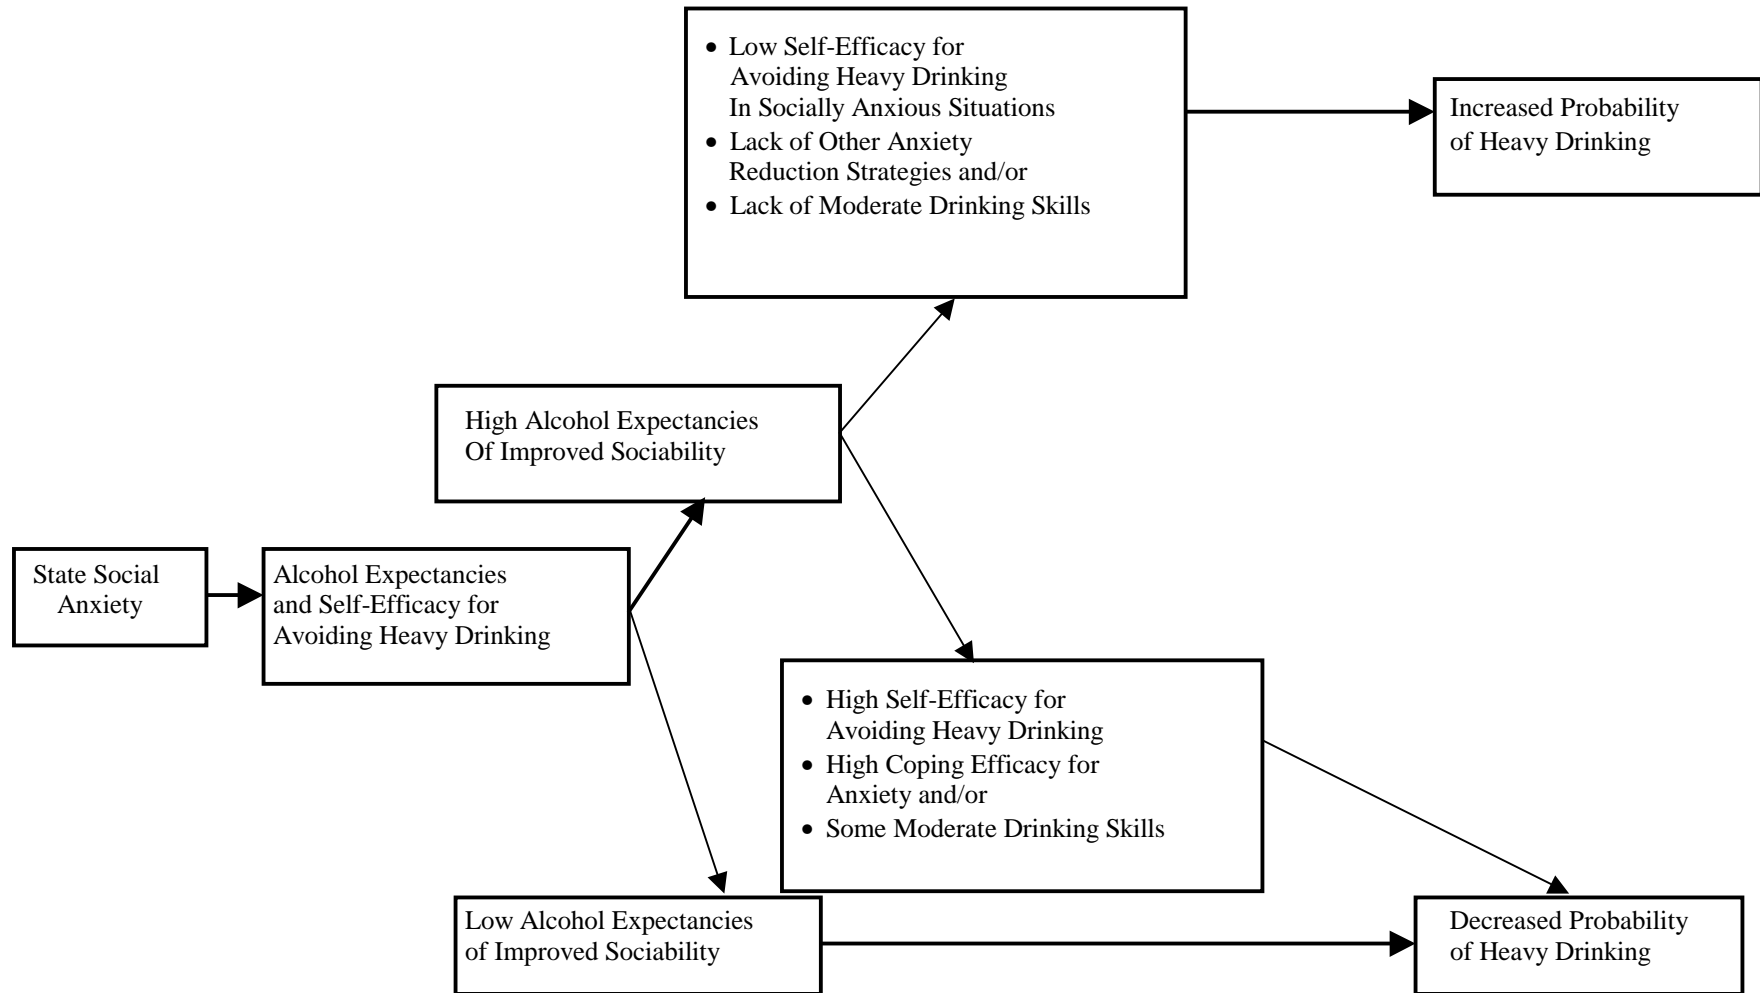 • Low Self-Efficacy for
Avoiding Heavy Drinking
In Socially Anxious Situations
• Lack of Other Anxiety
Reduction Strategies and/or
• Lack of Moderate Drinking Skills
Increased Probability
of Heavy Drinking
High Alcohol Expectancies
Of Improved Sociability
State Social
Anxiety
Alcohol Expectancies
and Self-Efficacy for
Avoiding Heavy Drinking
• High Self-Efficacy for
Avoiding Heavy Drinking
• High Coping Efficacy for
Anxiety and/or
• Some Moderate Drinking Skills
Low Alcohol Expectancies
of Improved Sociability
Decreased Probability
of Heavy Drinking